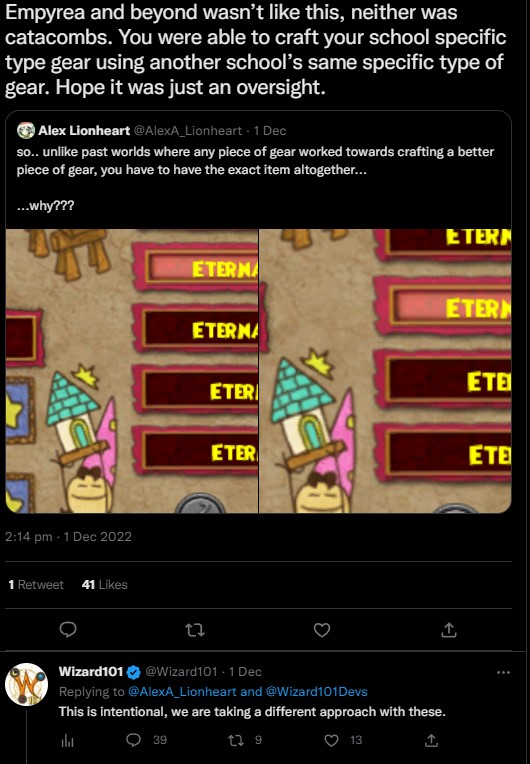 Empyrea and beyond wasn't like this, neither was
catacombs. You were able to craft your school specific
type gear using another school's same specific type of
gear. Hope it was just an oversight.
Alex Lionheart @AlexA_Lionheart · 1 Dec
so.. unlike past worlds where any piece of gear worked towards crafting a better
piece of gear, you have to have the exact item altogether...
...why???
ETERNA
ETERNA
ETER
ETER
ETERN
ETERN
ETE
ETE
2:14 pm · 1 Dec 2022
1 Retweet 41 Likes
Wizard101 @Wizard101 · 1 Dec
Replying to @AlexA_Lionheart and @Wizard101Devs
This is intentional, we are taking a different approach with these.
39 9 13